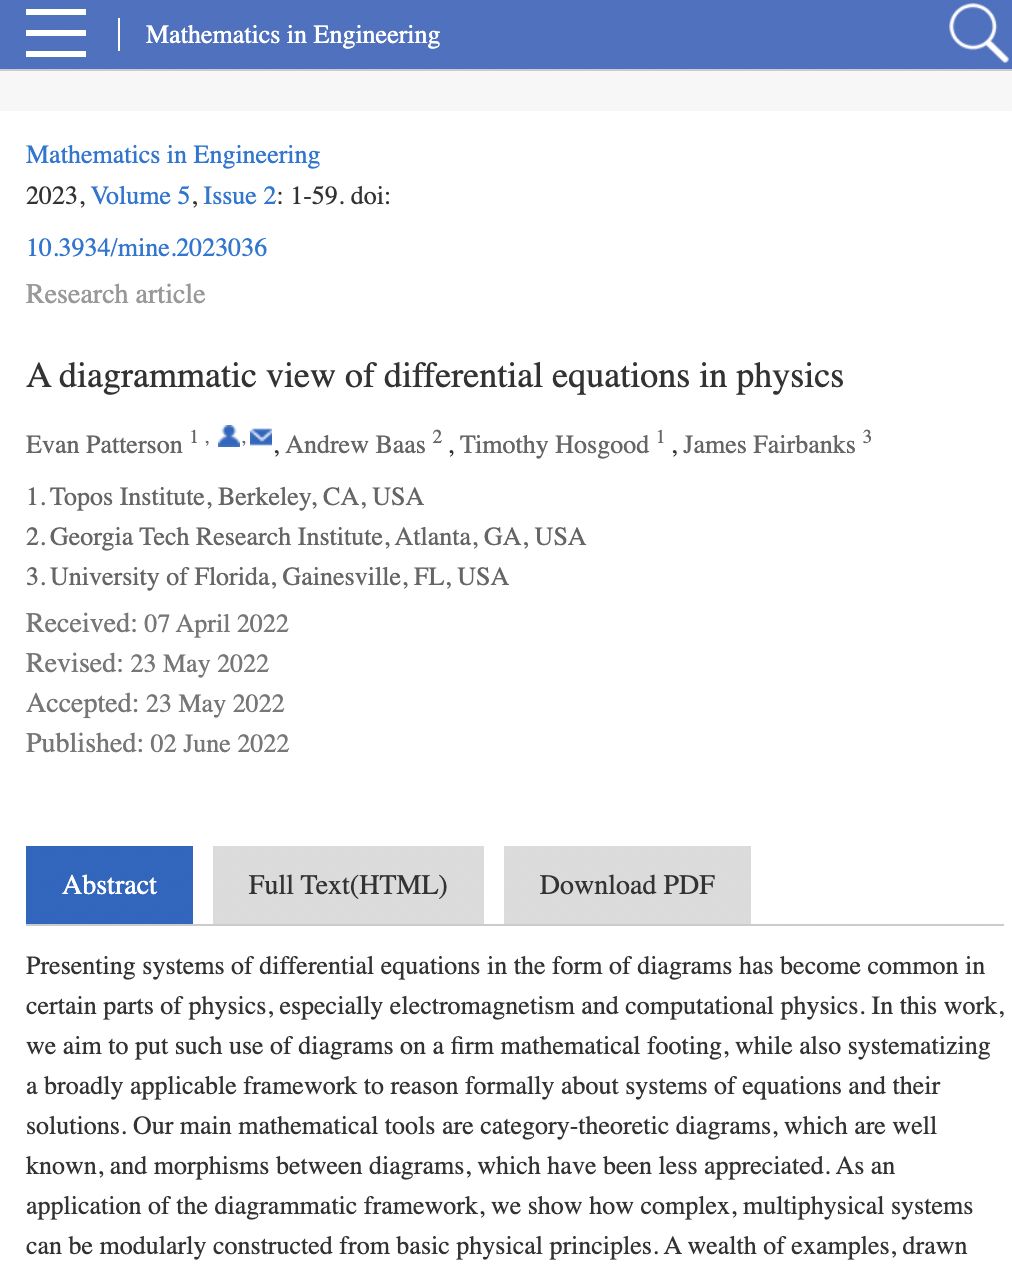 Mathematics in Engineering
Mathematics in Engineering
2023, Volume 5, Issue 2: 1-59. doi:
10.3934/mine.2023036
Research article
A diagrammatic view of differential equations in physics
Evan Patterson 1 , , , Andrew Baas 2 , Timothy Hosgood 1 , James Fairbanks 3
1. Topos Institute, Berkeley, CA, USA
2. Georgia Tech Research Institute, Atlanta, GA, USA
3. University of Florida, Gainesville, FL, USA
Received: 07 April 2022
Revised: 23 May 2022
Accepted: 23 May 2022
Published: 02 June 2022
Abstract Full Text(HTML) Download PDF
Presenting systems of differential equations in the form of diagrams has become common in
certain parts of physics, especially electromagnetism and computational physics. In this work,
we aim to put such use of diagrams on a firm mathematical footing, while also systematizing
a broadly applicable framework to reason formally about systems of equations and their
solutions. Our main mathematical tools are category-theoretic diagrams, which are well
known, and morphisms between diagrams, which have been less appreciated. As an
application of the diagrammatic framework, we show how complex, multiphysical systems
can be modularly constructed from basic physical principles. A wealth of examples, drawn